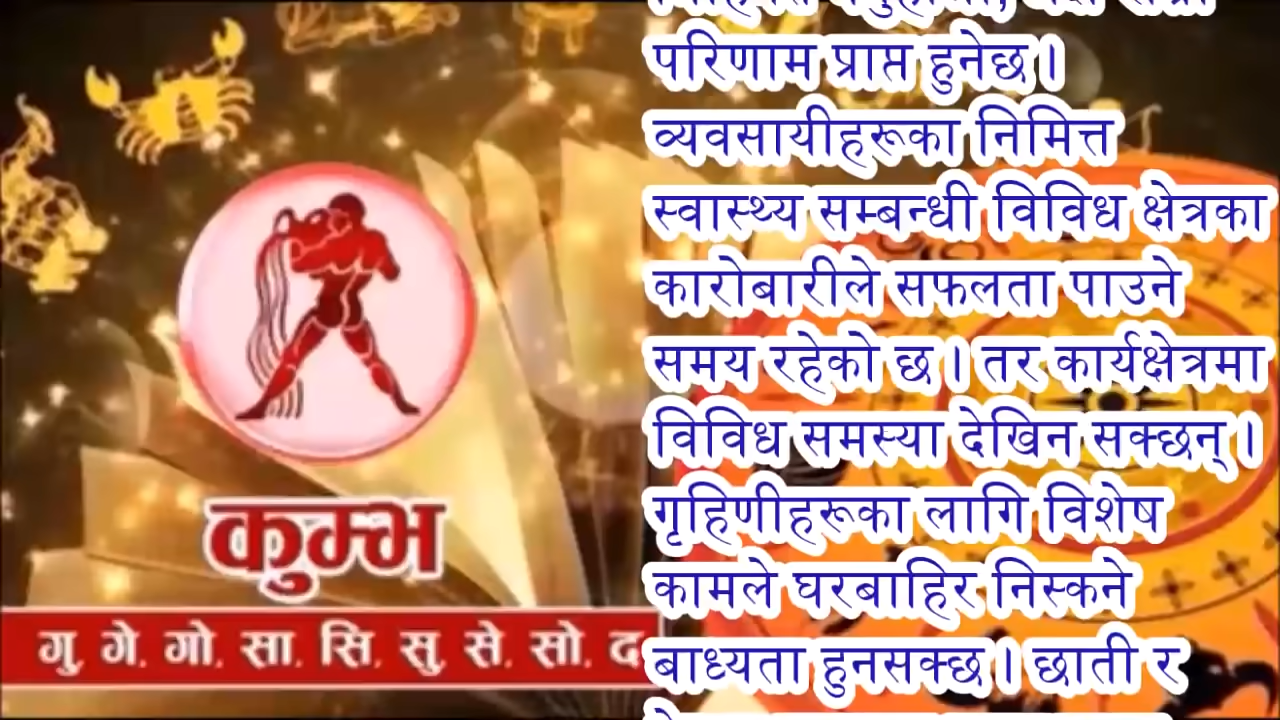 परिणाम प्राप्त हुनेछ ।
व्यवसायीहरूका निमित्त
स्वास्थ्य सम्बन्धी विविध क्षेत्रका
कारोबारीले सफलता पाउने
समय रहेको छ । तर कार्यक्षेत्रमा
विविध समस्या देखिन सक्छन् ।
गृहिणीहरूका लागि विशेष
कामले घरबाहिर निस्कने
बाध्यता हुनसक्छ । छाती र
कुम्भ
गु. गे. गो. सा. सि. सु. से. सो. द